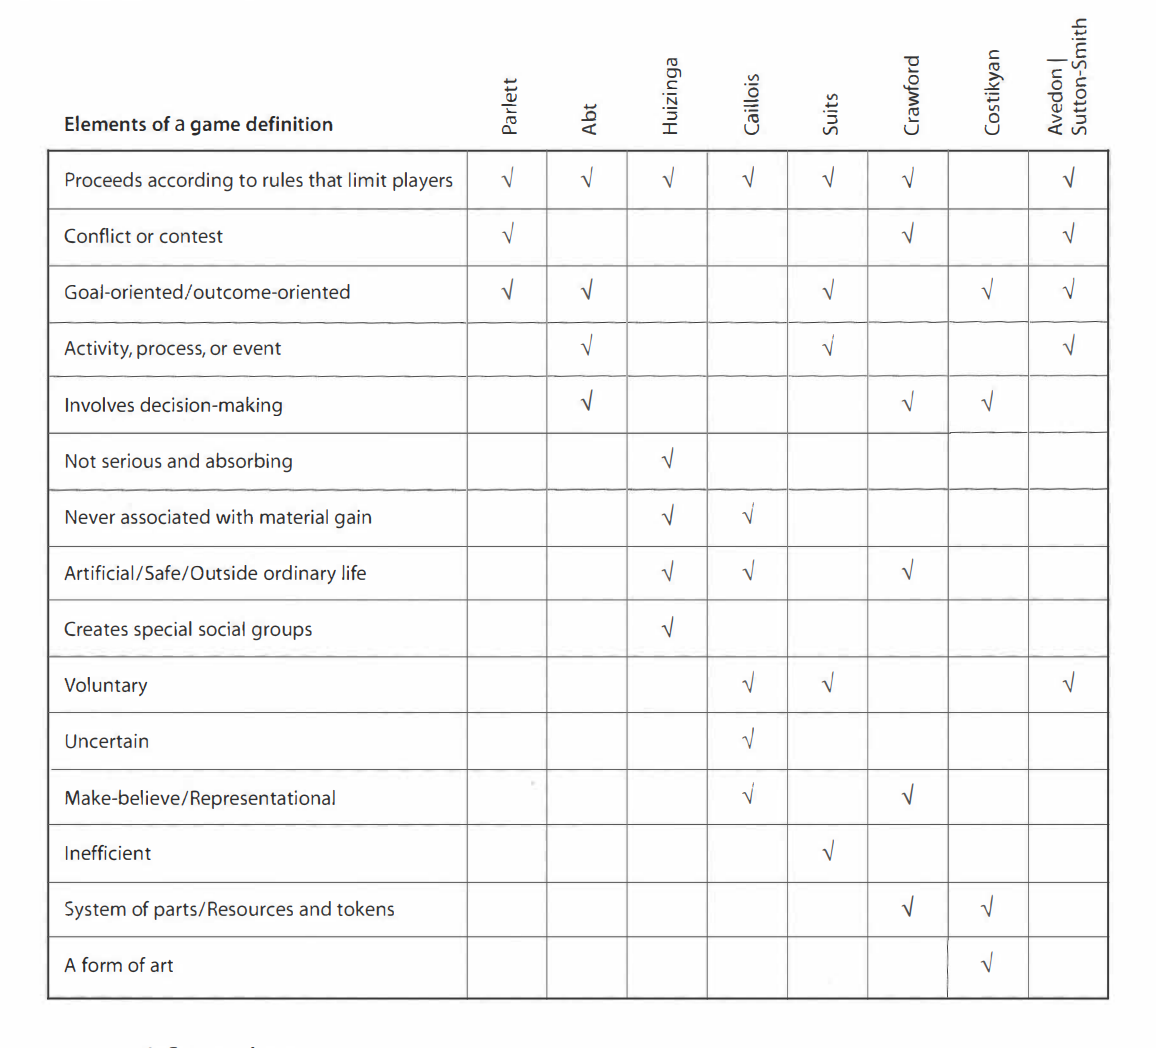 Elements of a game definition Parlett Abt Huizinga Caillois Suits Crawford Costikyan Avedon | Sutton-Smith
Proceeds according to rules that limit players √ √ √ √ √ √ √
Conflict or contest √ √ √
Goal-oriented/outcome-oriented √ √ √ √ √
Activity, process, or event √ √ √
Involves decision-making √ √ √
Not serious and absorbing √
Never associated with material gain √ √
Artificial/Safe/Outside ordinary life √ √ √
Creates special social groups √
Voluntary √ √ √
Uncertain √
Make-believe/Representational √ √
Inefficient √
System of parts/Resources and tokens √ √
A form of art √